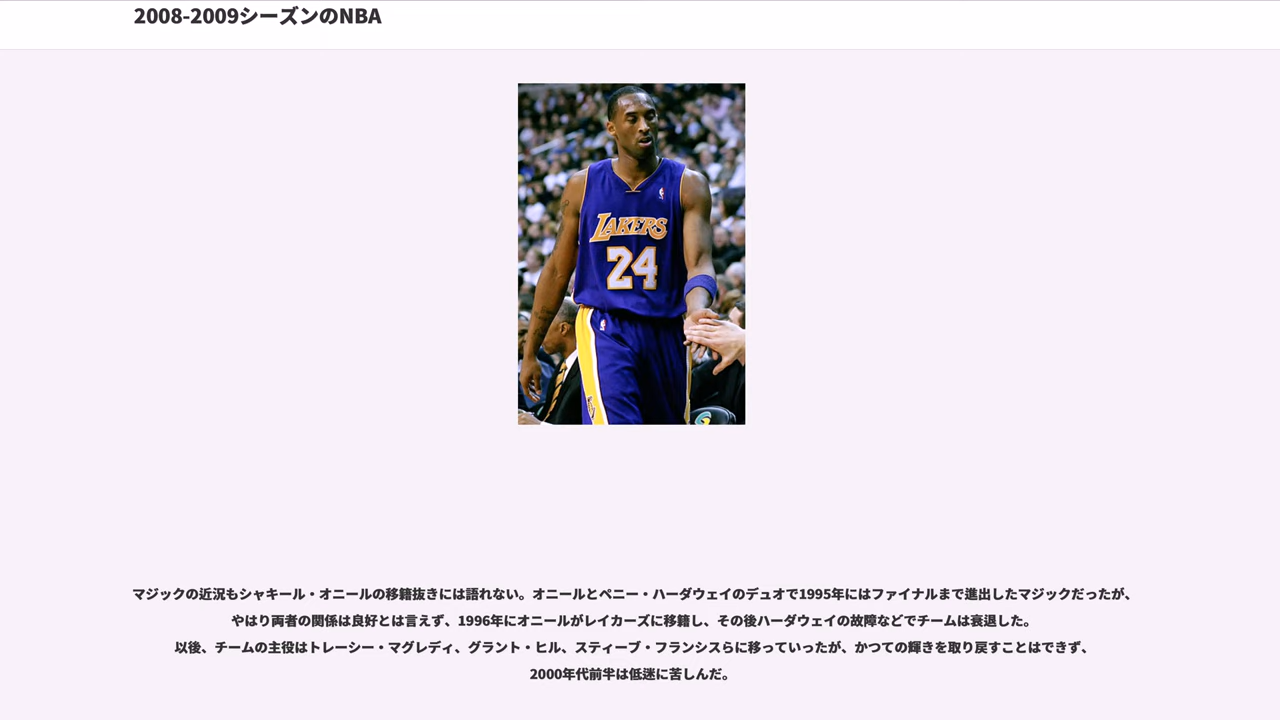 2008-2009シーズンのNBA
LAKERS
24
マジックの近況もシャキール・オニールの移籍抜きには語れない。オニールとペニー・ハーダウェイのデュオで1995年にはファイナルまで進出したマジックだったが、
やはり両者の関係は良好とは言えず、1996年にオニールがレイカーズに移籍し、その後ハーダウェイの故障などでチームは衰退した。
以後、チームの主役はトレーシー・マグレディ、グラント・ヒル、スティーブ・フランシスらに移っていったが、かつての輝きを取り戻すことはできず、
2000年代前半は低迷に苦しんだ。